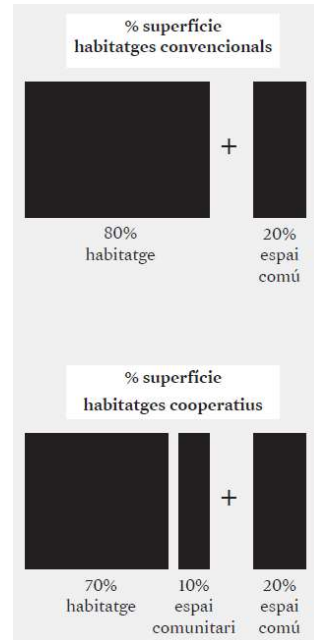 % superfície
habitatges convencionals
+
80%
habitatge
20%
espai
comú
% superfície
habitatges cooperatius
+
70%
habitatge
10%
espai
comunitari
20%
espai
comú